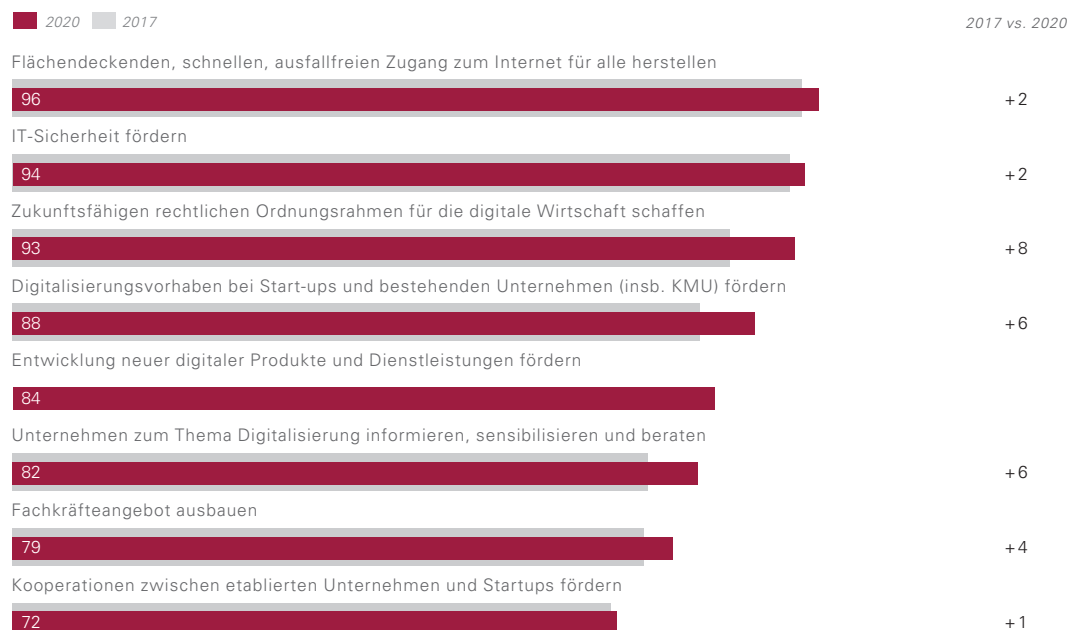 2020 2017 2017 vs. 2020
Flächendeckenden, schnellen, ausfallfreien Zugang zum Internet für alle herstellen
96 +2
IT-Sicherheit fördern
94 +2
Zukunftsfähigen rechtlichen Ordnungsrahmen für die digitale Wirtschaft schaffen
93 +8
Digitalisierungsvorhaben bei Start-ups und bestehenden Unternehmen (insb. KMU) fördern
88 +6
Entwicklung neuer digitaler Produkte und Dienstleistungen fördern
84
Unternehmen zum Thema Digitalisierung informieren, sensibilisieren und beraten
82 +6
Fachkräfteangebot ausbauen
79 +4
Kooperationen zwischen etablierten Unternehmen und Startups fördern
72 +1